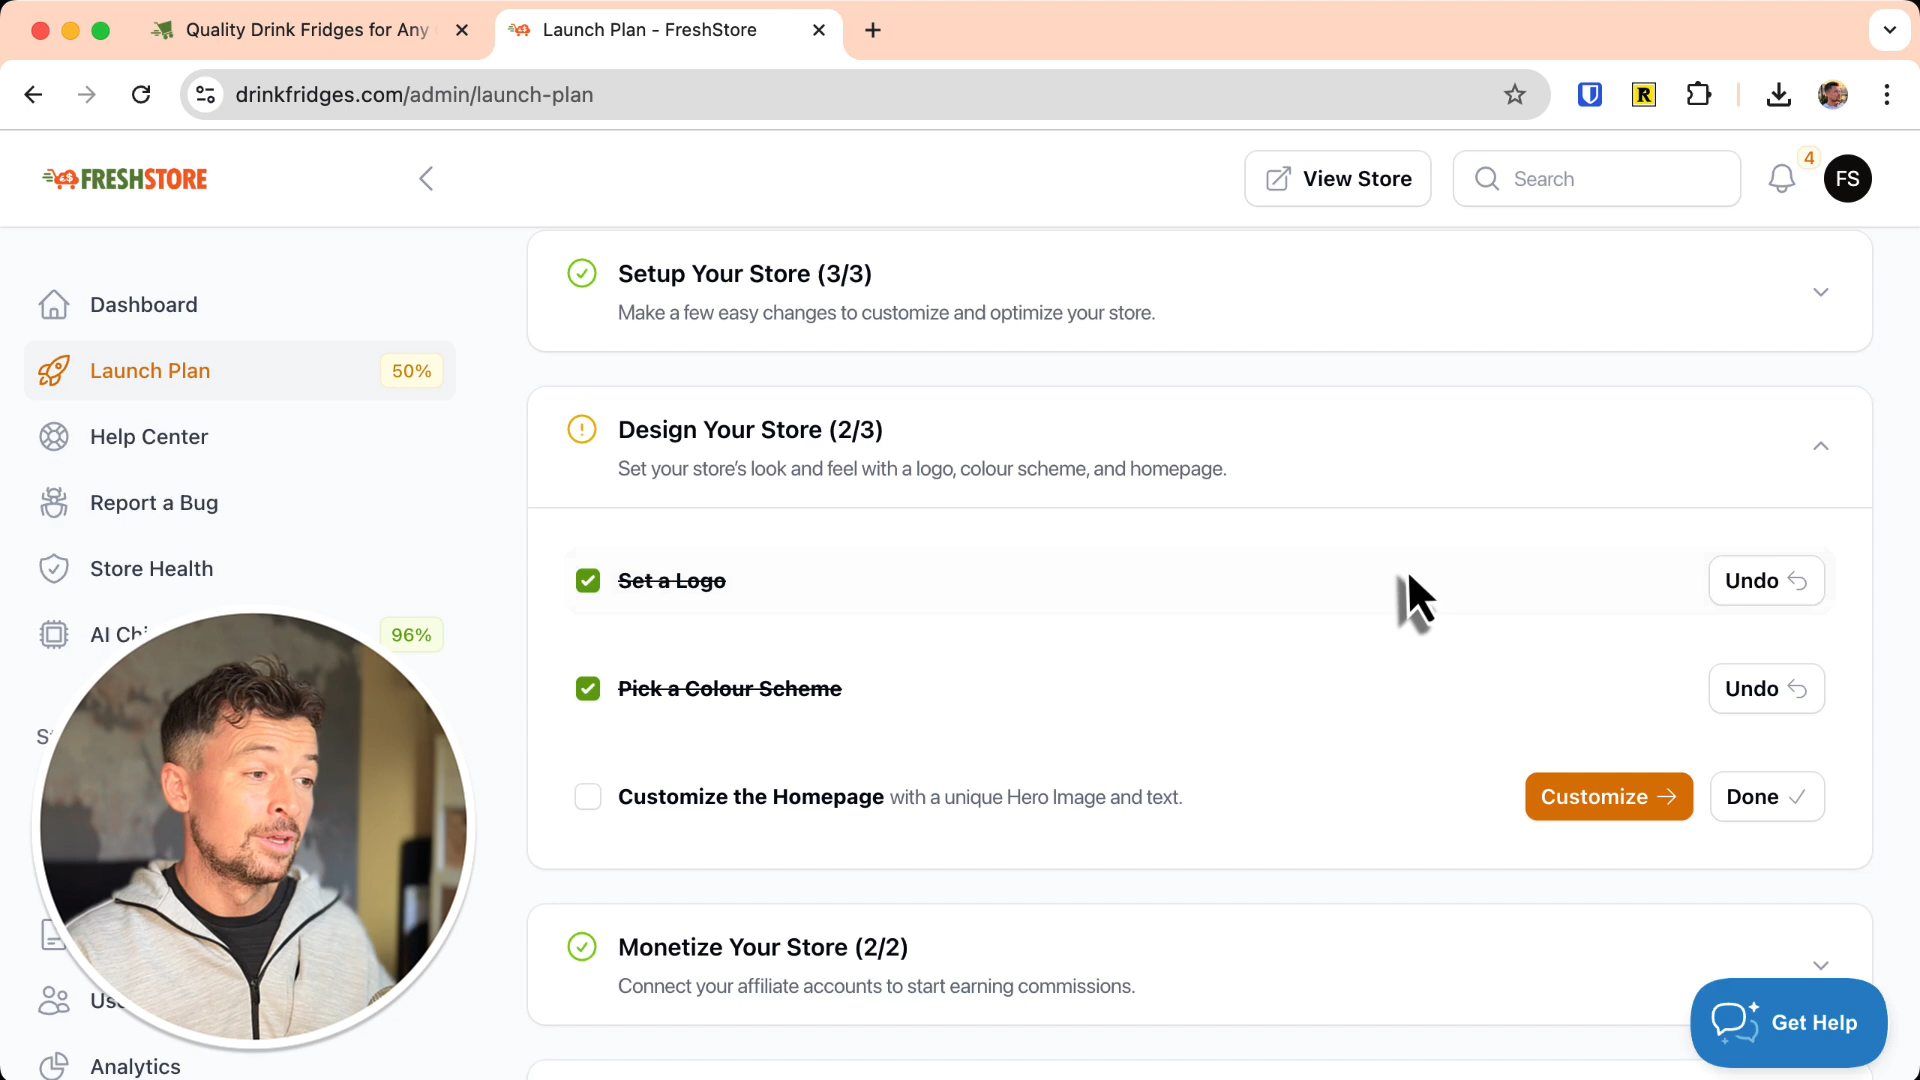 Quality Drink Fridges for Any
Launch Plan - FreshStore
drinkfridges.com/admin/launch-plan
R
FRESHSTORE
View Store
Search
4
FS
Dashboard
Launch Plan
50%
Help Center
Report a Bug
Store Health
96%
Analytics
Setup Your Store (3/3)
Make a few easy changes to customize and optimize your store.
Design Your Store (2/3)
Set your store's look and feel with a logo, colour scheme, and homepage.
Set a Logo
Undo
Pick a Colour Scheme
Undo
Customize the Homepage with a unique Hero Image and text.
Customize
Done
Monetize Your Store (2/2)
Connect your affiliate accounts to start earning commissions.
Get Help